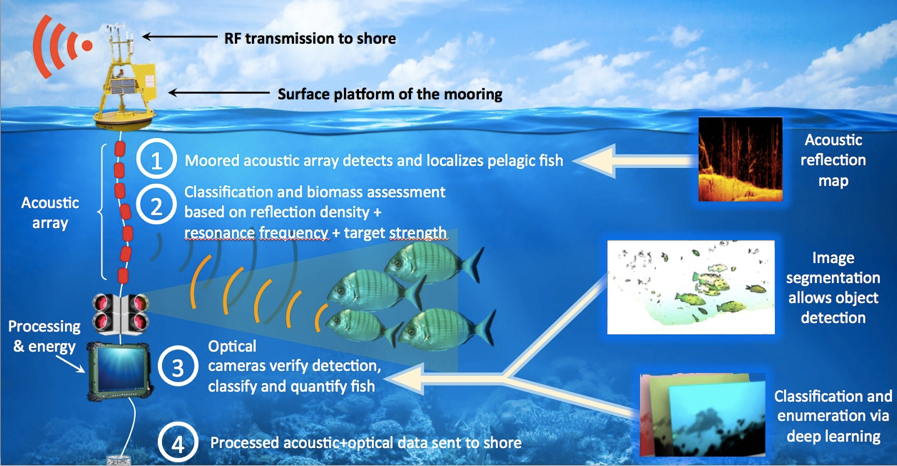 RF transmission to shore
Surface platform of the mooring
1
Moored acoustic array detects and localizes pelagic fish
Acoustic
reflection
map
Acoustic
array
2
Classification and biomass assessment
based on reflection density +
resonance frequency + target strength
Image
segmentation
allows object
detection
Processing
& energy
3
Optical
cameras verify detection,
classify and quantify fish
Classification and
enumeration via
deep learning
4
Processed acoustic+optical data sent to shore